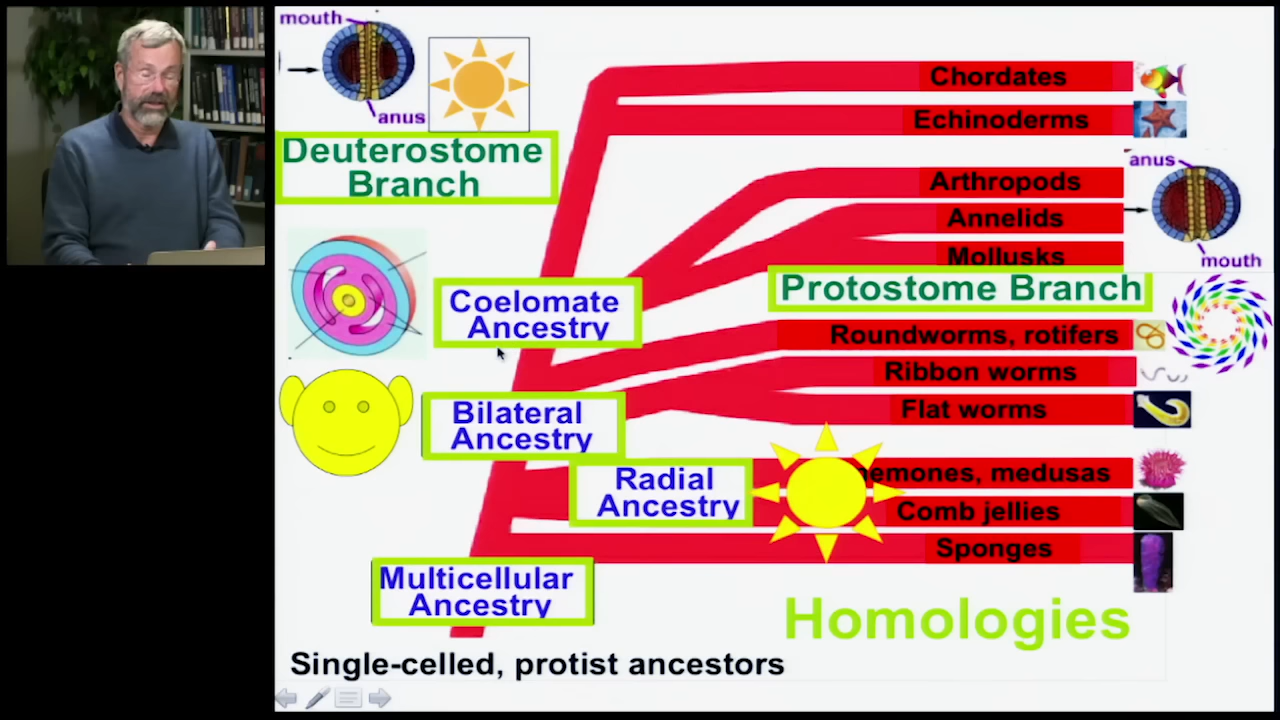 mouth
anus
Deuterostome
Branch
Chordates
Echinoderms
Arthropods
Annelids
Mollusks
anus
mouth
Protostome Branch
Coelomate
Ancestry
Roundworms, rotifers
Ribbon worms
Flat worms
Bilateral
Ancestry
Radial
Ancestry
medusas
Comb jellies
Sponges
Multicellular
Ancestry
Homologies
Single-celled, protist ancestors